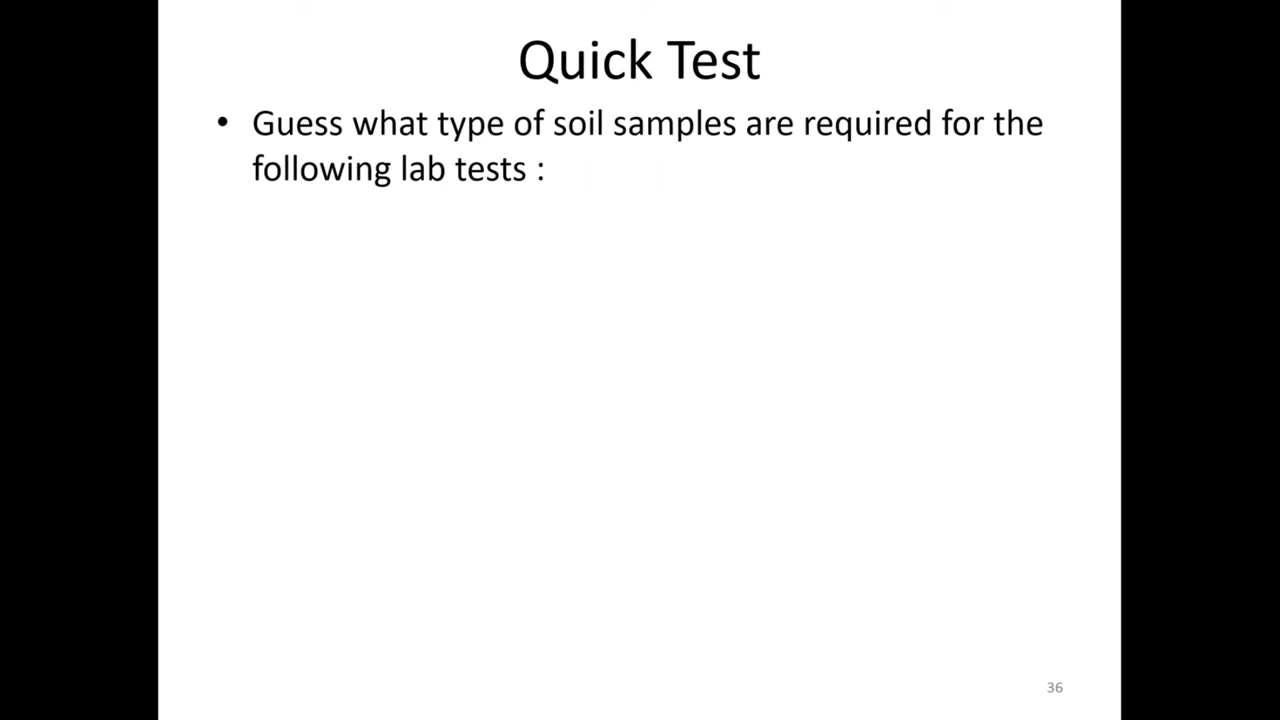 Quick Test
• Guess what type of soil samples are required for the
following lab tests :
36